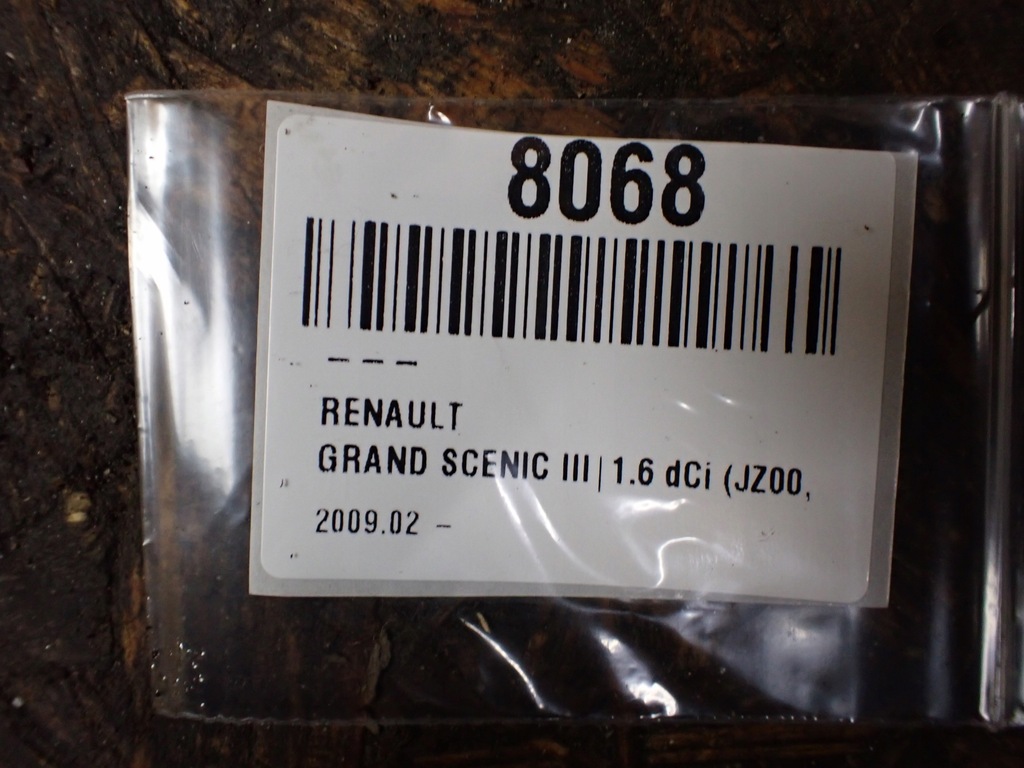 8068
– – –
RENAULT
GRAND SCENIC III | 1.6 dCi (JZ00,
2009.02 –